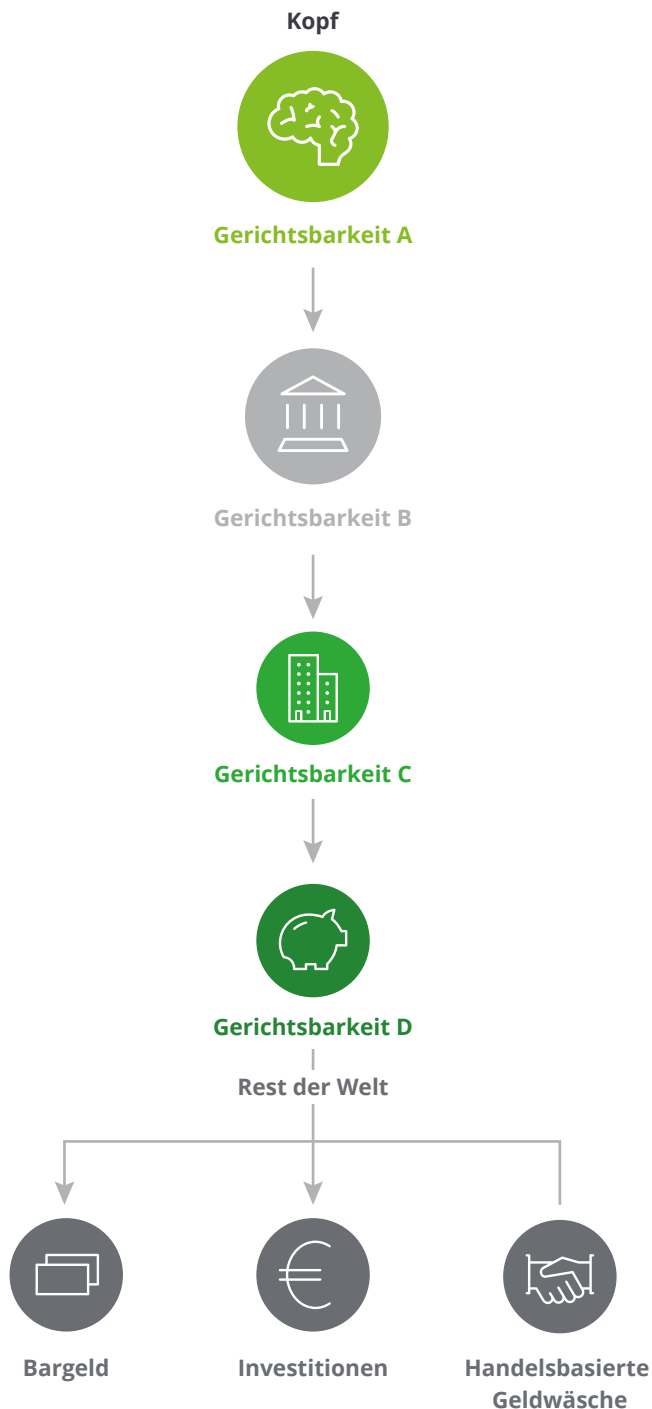 Kopf
Gerichtsbarkeit A
Gerichtsbarkeit B
Gerichtsbarkeit C
Gerichtsbarkeit D
Rest der Welt
Bargeld
Investitionen
Handelsbasierte
Geldwäsche